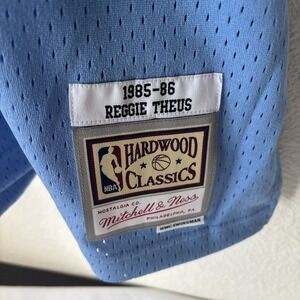 1985-86
REGGIE THEUS
HARDWOOD
NBA
CLASSICS
NOSTALGIA CO.
Mitchell & Ness
PHILADELPHIA, PA.